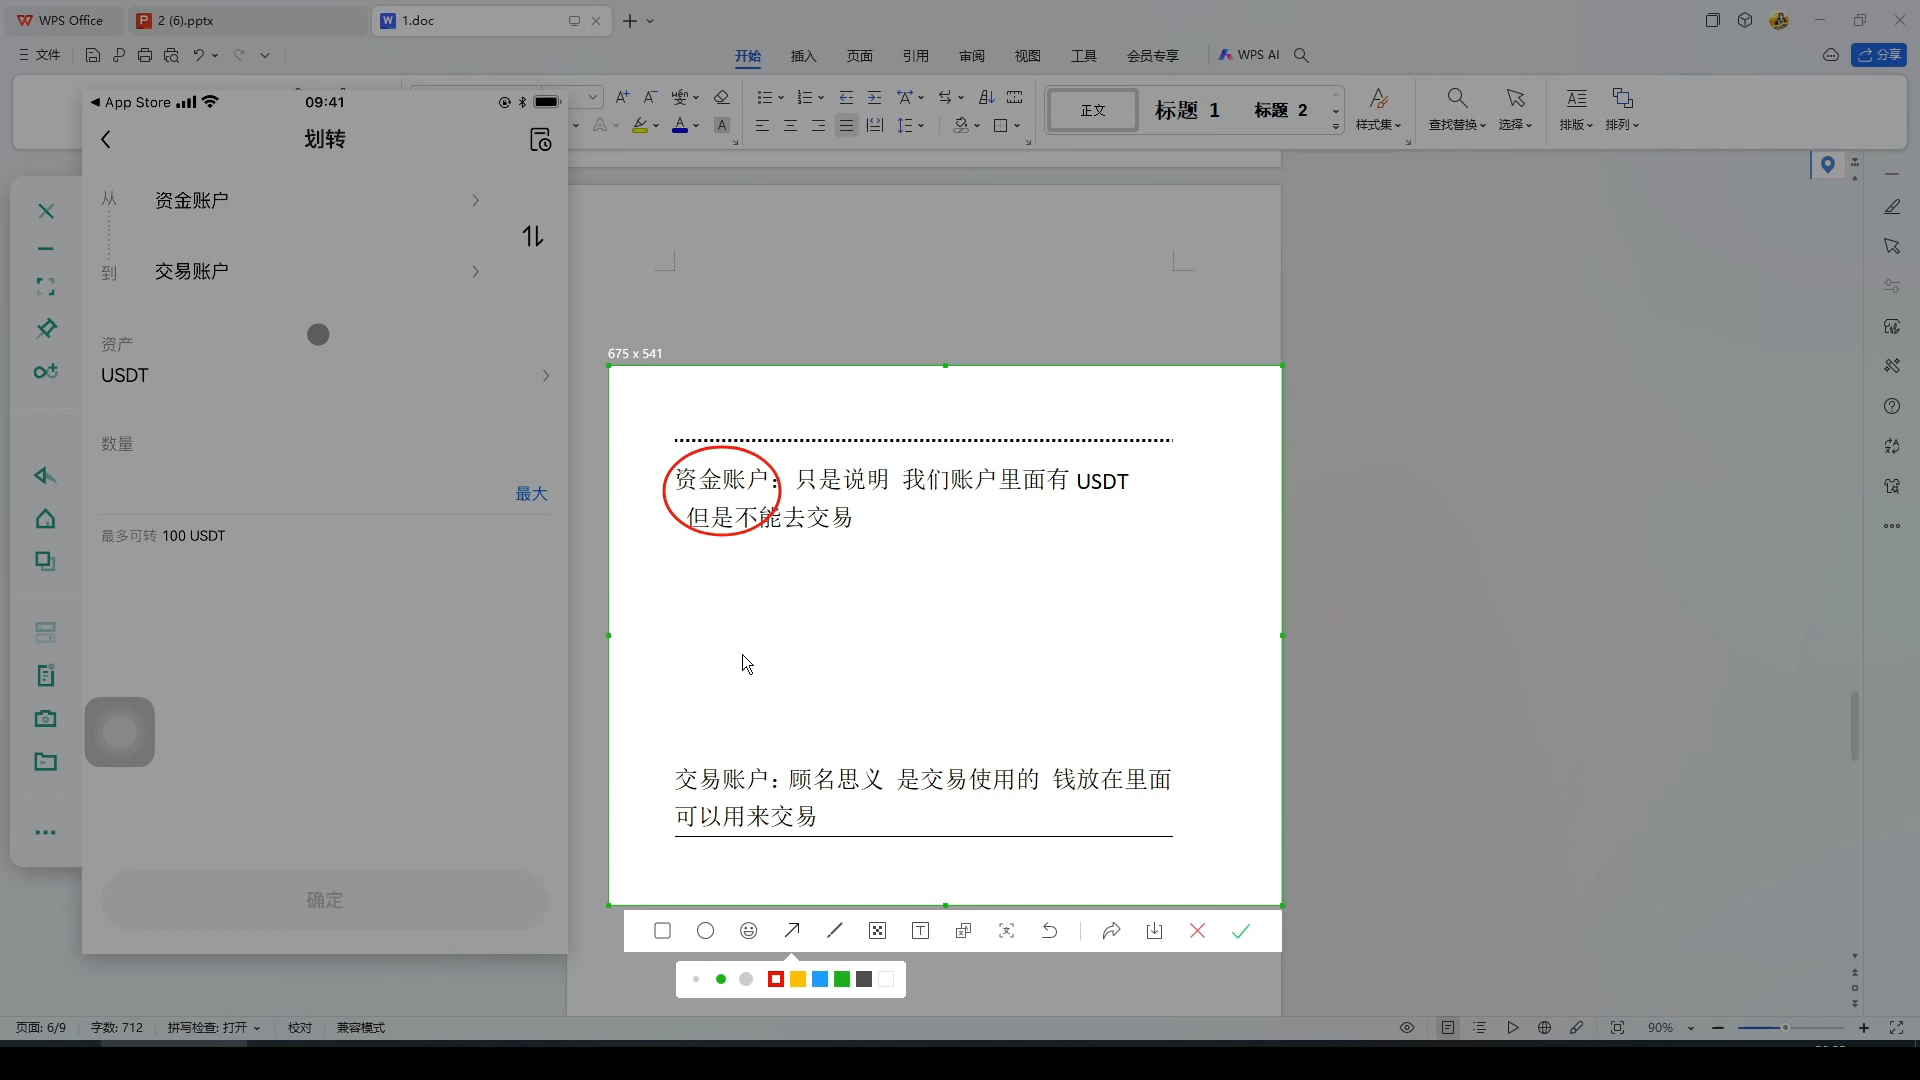 WPS Office
2 (6).pptx
1.doc
文件
开始
插入
页面
引用
审阅
视图
工具
会员专享
WPS AI
分享
正文
标题 1
标题 2
样式集
查找替换
选择
排版
排列
App Store
09:41
划转
从
资金账户
到
交易账户
资产
USDT
数量
最大
最多可转 100 USDT
确定
675 x 541
资金账户：只是说明 我们账户里面有 USDT
但是不能去交易
交易账户：顾名思义 是交易使用的 钱放在里面
可以用来交易
页面: 6/9
字数: 712
拼写检查: 打开
校对
兼容模式
90%